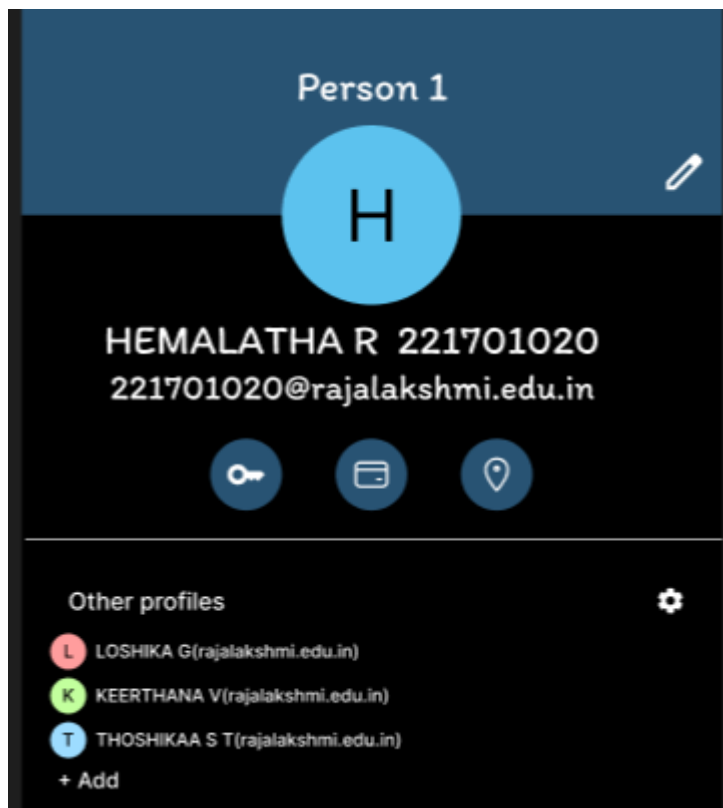 Person 1
H
HEMALATHA R 221701020
221701020@rajalakshmi.edu.in
Other profiles
L LOSHIKA G(rajalakshmi.edu.in)
K KEERTHANA V(rajalakshmi.edu.in)
T THOSHIKAA S T(rajalakshmi.edu.in)
+ Add